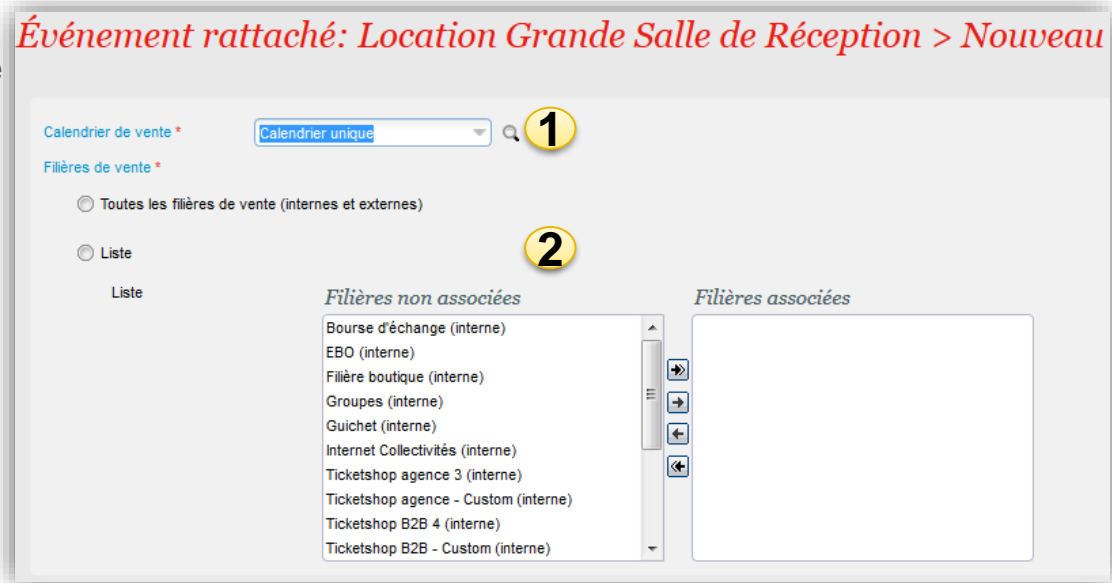 Événement rattaché: Location Grande Salle de Réception > Nouveau
Calendrier de vente * Calendrier unique 1
Filières de vente *
Toutes les filières de vente (internes et externes)
Liste 2
Liste Filières non associées Filières associées
Bourse d'échange (interne)
EBO (interne)
Filière boutique (interne)
Groupes (interne)
Guichet (interne)
Internet Collectivités (interne)
Ticketshop agence 3 (interne)
Ticketshop agence - Custom (interne)
Ticketshop B2B 4 (interne)
Ticketshop B2B - Custom (interne)